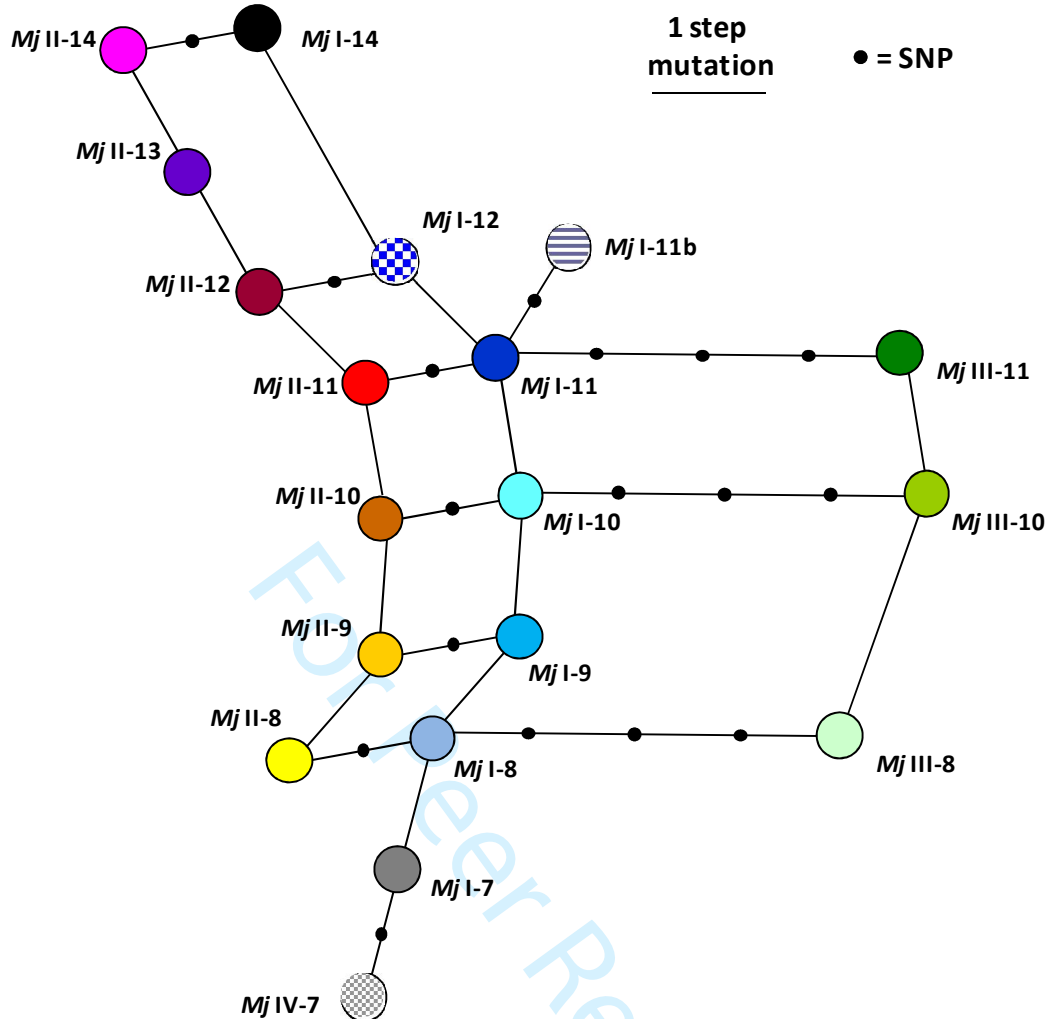 1 step
mutation
= SNP
Mj II-14
Mj I-14
Mj II-13
Mj I-12
Mj I-11b
Mj II-12
Mj II-11
Mj I-11
Mj III-11
Mj II-10
Mj I-10
Mj III-10
Mj II-9
Mj I-9
Mj II-8
Mj I-8
Mj III-8
Mj I-7
Mj IV-7
For Peer Re